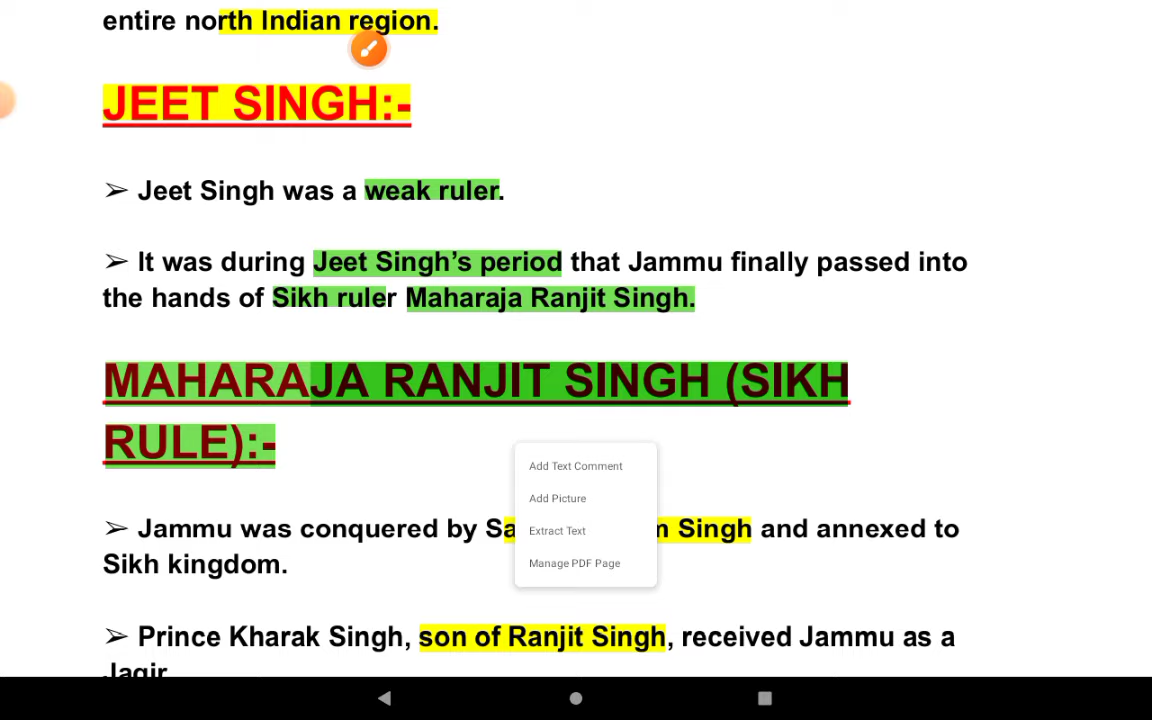 entire north Indian region.
JEET SINGH:-
➢ Jeet Singh was a weak ruler.
➢ It was during Jeet Singh’s period that Jammu finally passed into
the hands of Sikh ruler Maharaja Ranjit Singh.
MAHARAJA RANJIT SINGH (SIKH
RULE):-
Add Text Comment
Add Picture
Extract Text
Manage PDF Page
➢ Jammu was conquered by Singh and annexed to
Sikh kingdom.
➢ Prince Kharak Singh, son of Ranjit Singh, received Jammu as a
Jagir